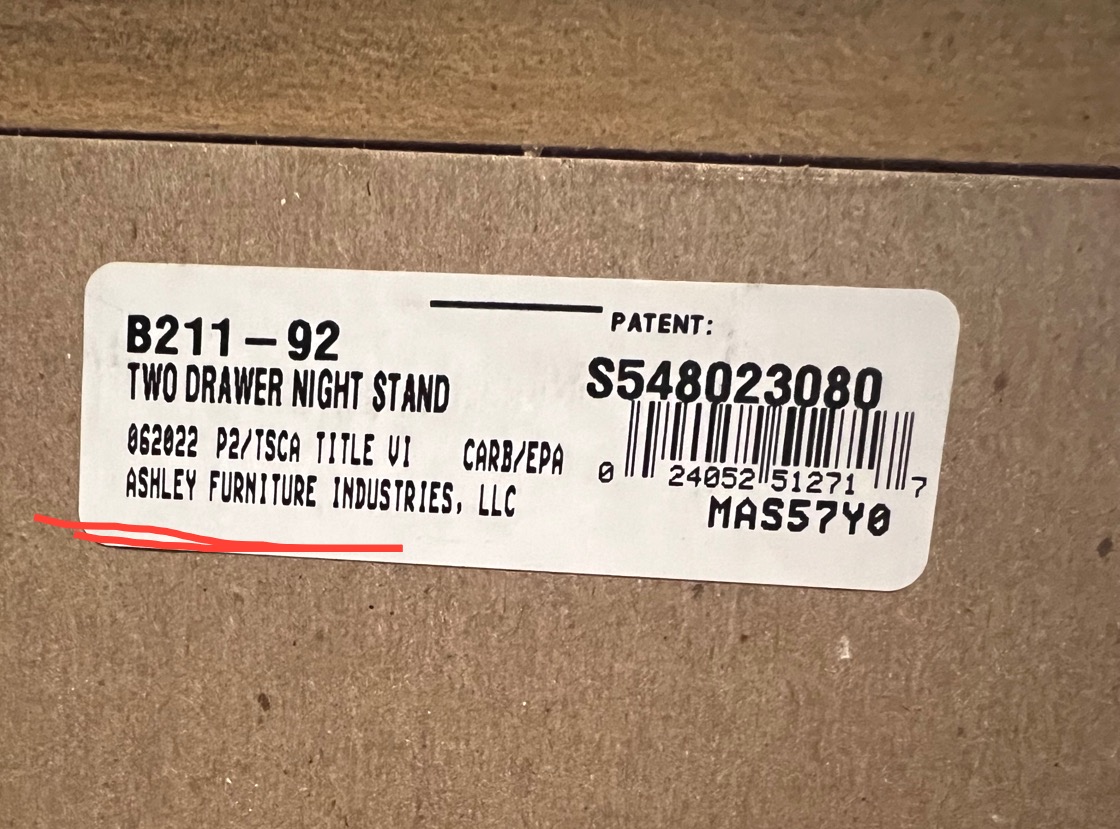 B211-92
TWO DRAWER NIGHT STAND
062022 P2/TSCA TITLE VI CARB/EPA
ASHLEY FURNITURE INDUSTRIES, LLC
PATENT:
S548023080
0 24052 51271 7
MAS57Y0